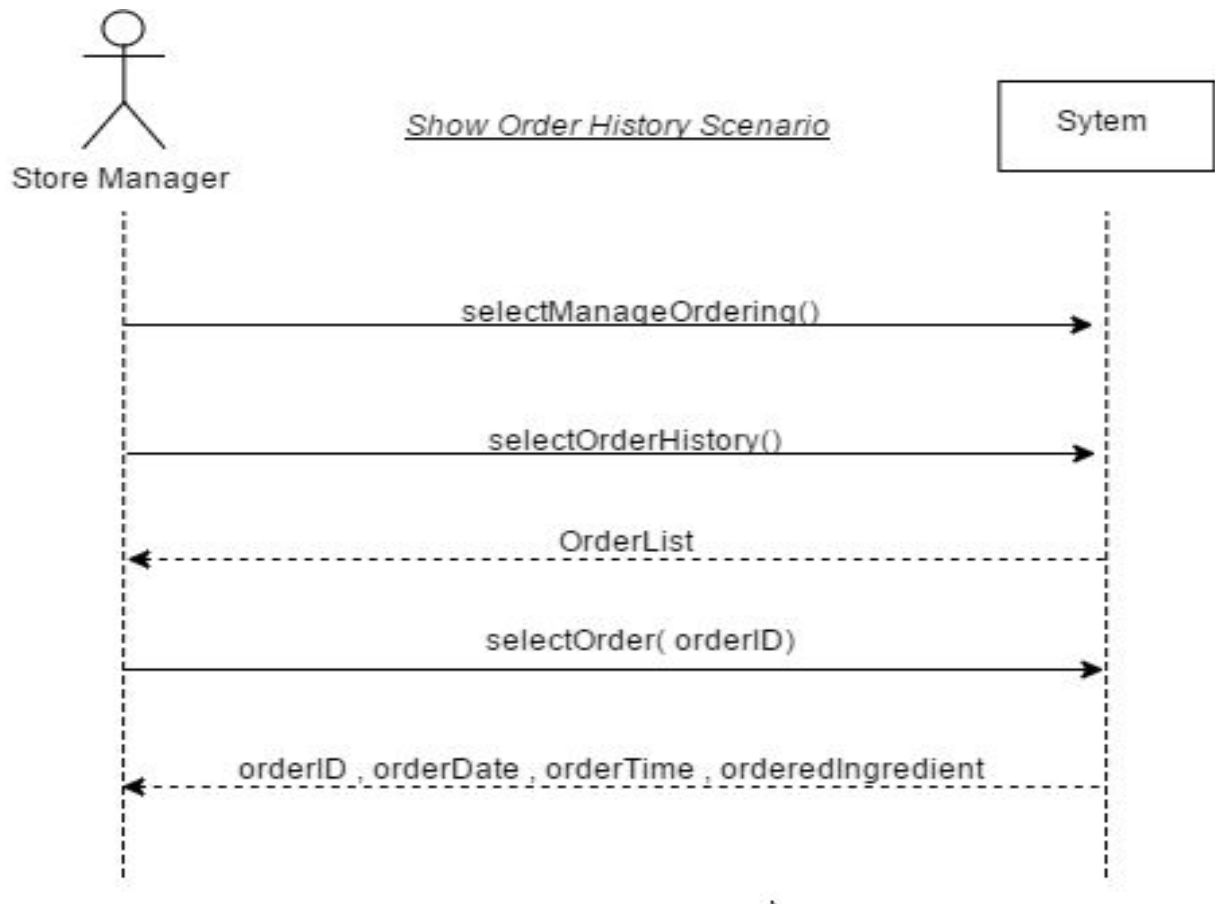 Show Order History Scenario
Sytem
Store Manager
selectManageOrdering()
selectOrderHistory()
OrderList
selectOrder( orderID)
orderID , orderDate , orderTime , orderedIngredient